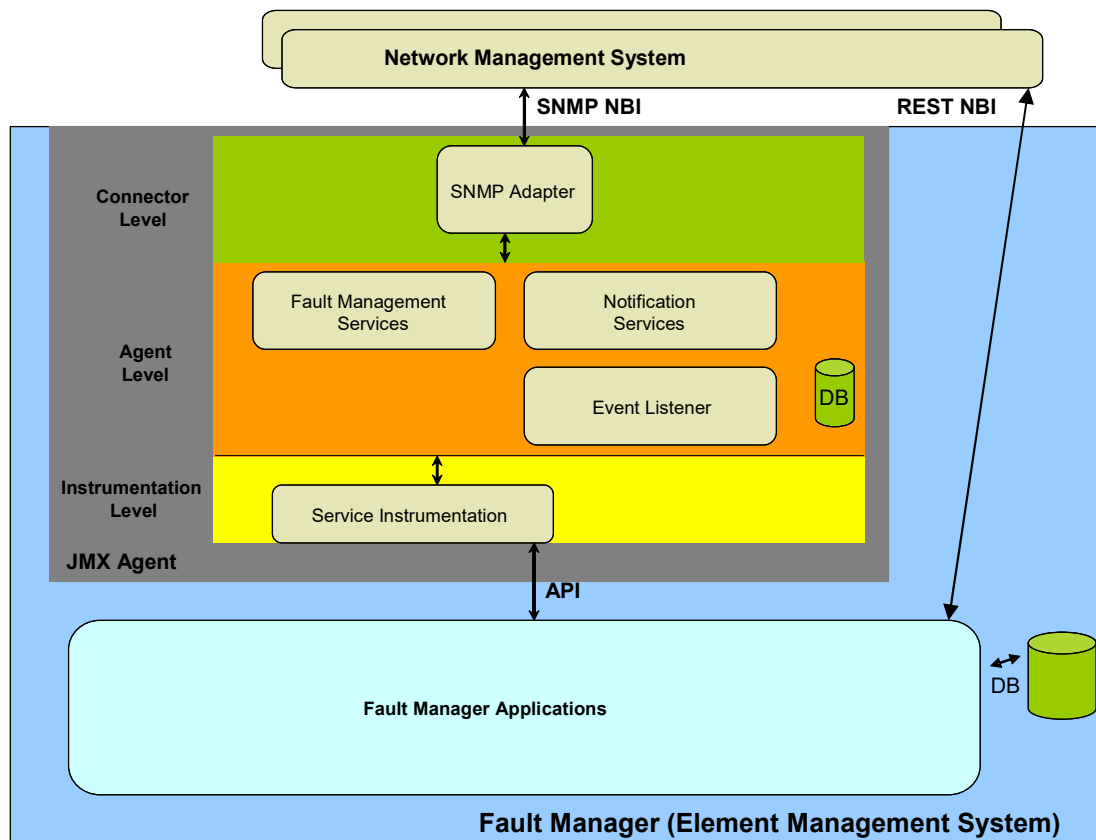 Network Management System
SNMP NBI
REST NBI
Connector
Level
SNMP Adapter
Fault Management
Services
Notification
Services
Agent
Level
Event Listener
DB
Instrumentation
Level
Service Instrumentation
JMX Agent
API
Fault Manager Applications
DB
Fault Manager (Element Management System)